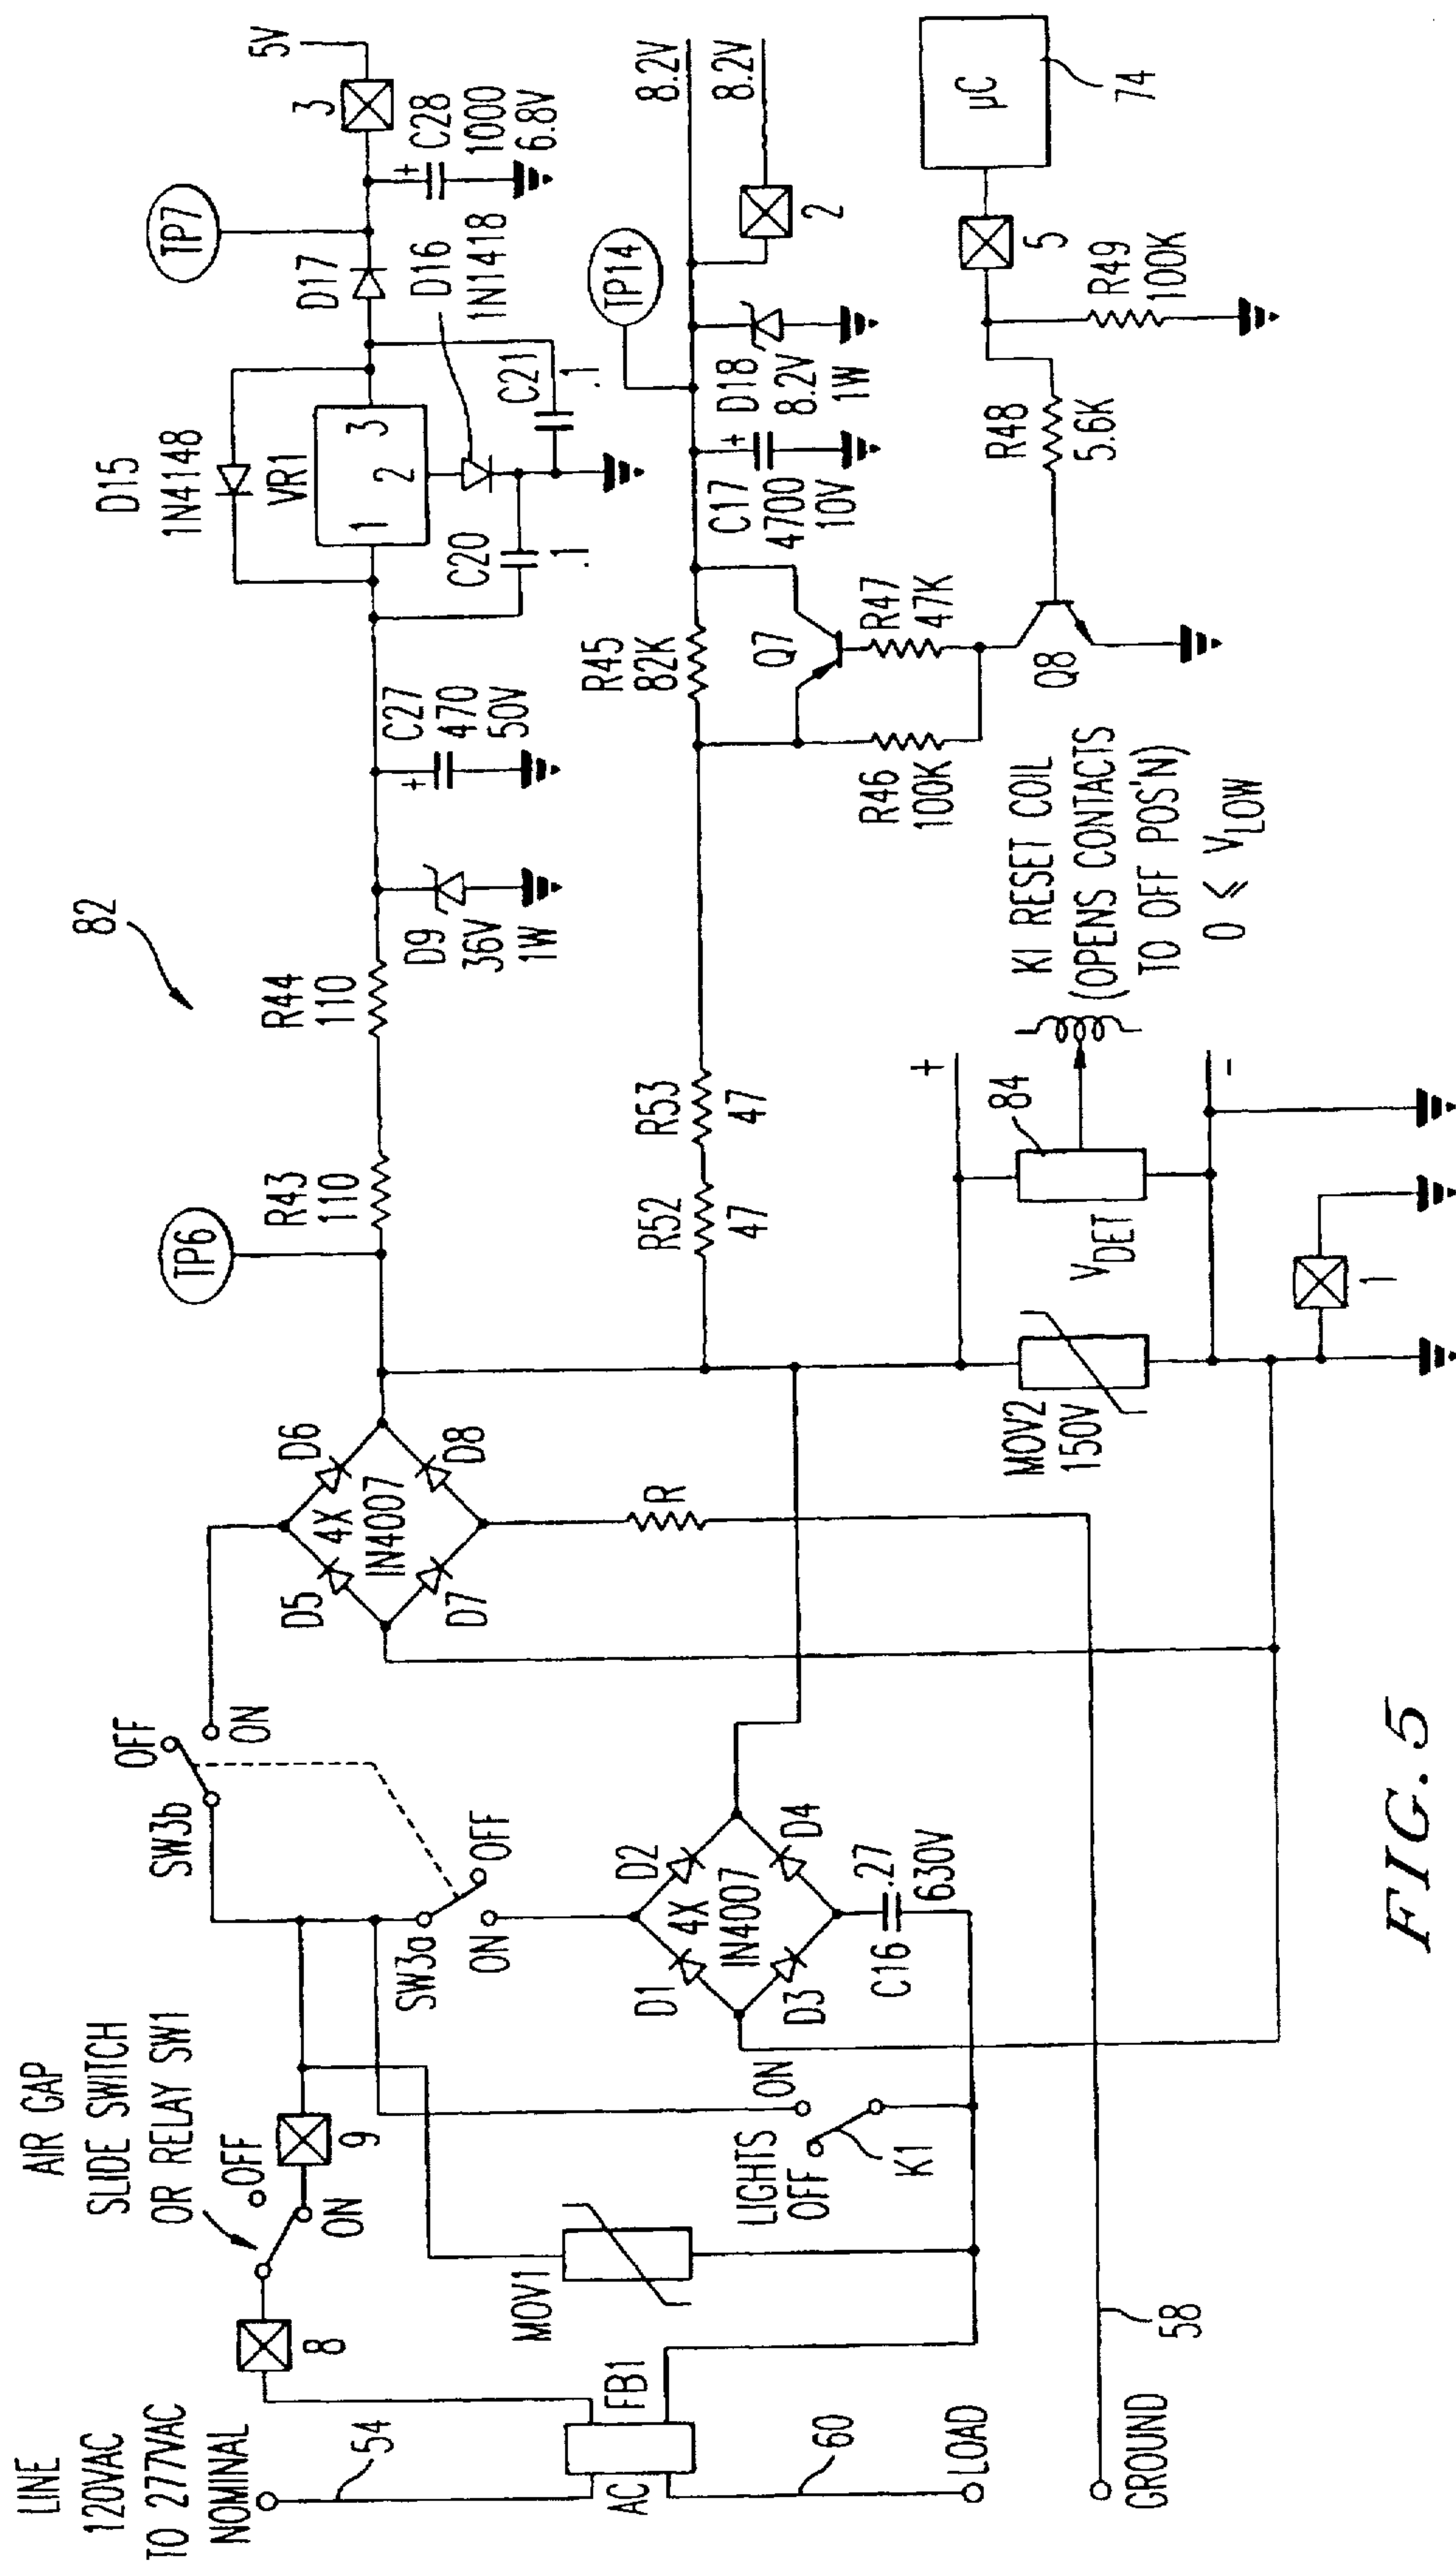 LINE
120VAC
TO 277VAC
NOMINAL
54
AC
FB1
60
LOAD
GROUND
58
8
AIR GAP
SLIDE SWITCH
OR RELAY SW1
OFF
ON
9
MOV1
LIGHTS
OFF
ON
K1
SW3b
OFF
ON
SW3a
OFF
ON
D1
D2
4X
IN4007
D3
D4
C16
.27
630V
D5
D6
4X
IN4007
D7
D8
R
82
TP6
R43
110
R44
110
D9
36V
1W
+
C27
470
50V
D15
1N4148
VR1
1
2
3
C20
.1
C21
.1
D16
1N1418
D17
TP7
+
C28
1000
6.8V
3
5V
R52
47
R53
47
R45
82K
Q7
R46
100K
R47
47K
Q8
R48
5.6K
R49
100K
5
µC
74
+
C17
4700
10V
D18
8.2V
1W
TP14
2
8.2V
8.2V
MOV2
150V
VDET
84
+
-
1
K1 RESET COIL
(OPENS CONTACTS
TO OFF POS'N)
0 ≤ VLOW
FIG.5